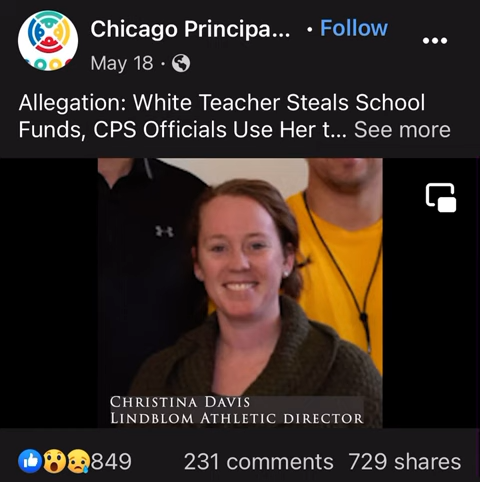 Chicago Principa... · Follow
May 18 ·
Allegation: White Teacher Steals School
Funds, CPS Officials Use Her t... See more
CHRISTINA DAVIS
LINDBLOM ATHLETIC DIRECTOR
849 231 comments 729 shares